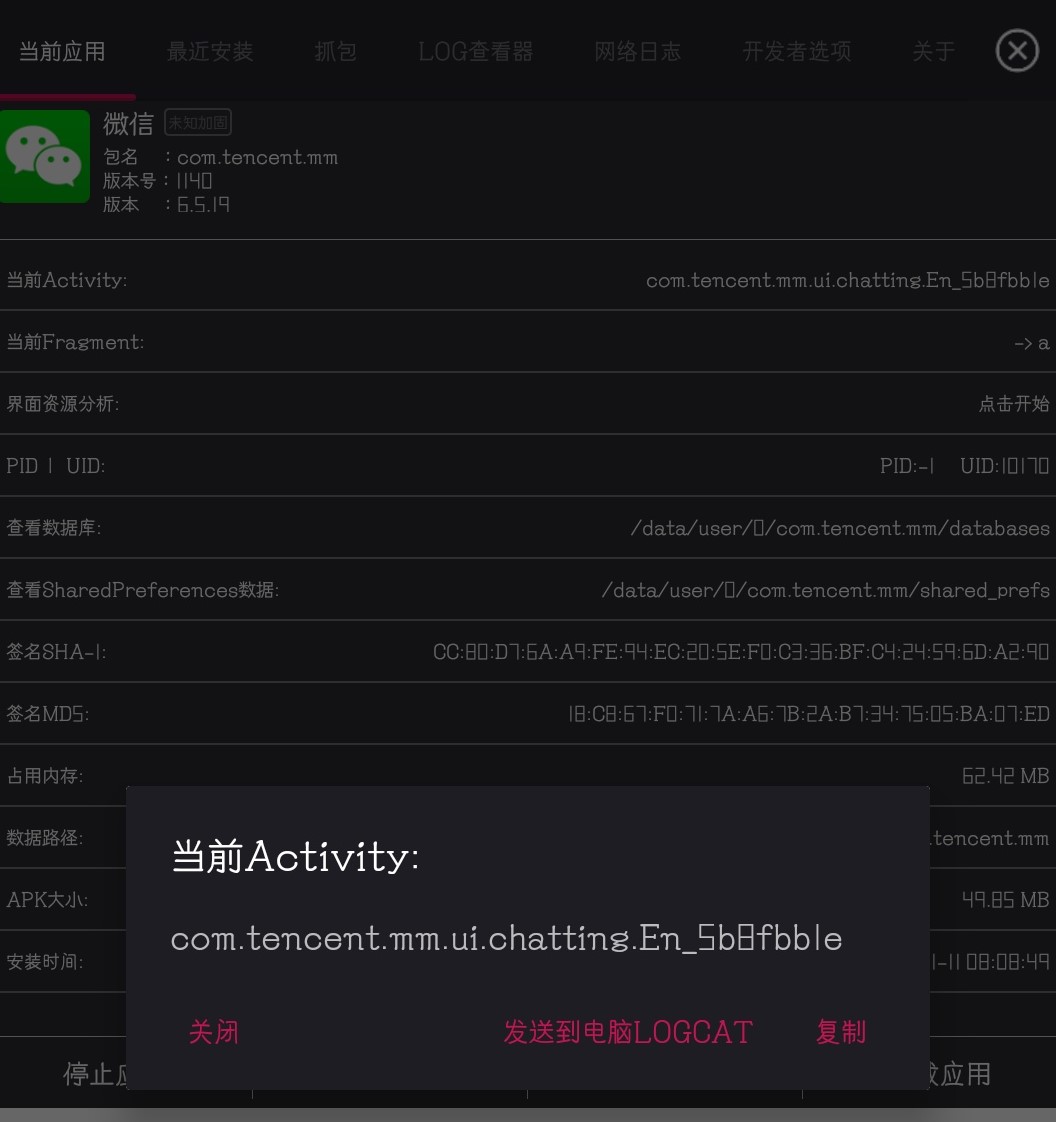 当前应用 最近安装 抓包 LOG查看器 网络日志 开发者选项 关于
微信 未知加固
包名 : com.tencent.mm
版本号 : 1140
版本 : 6.5.19
当前Activity: com.tencent.mm.ui.chatting.En_5b8fbb1e
当前Fragment: -> a
界面资源分析: 点击开始
PID | UID: PID:-1 UID:10170
查看数据库: /data/user/0/com.tencent.mm/databases
查看SharedPreferences数据: /data/user/0/com.tencent.mm/shared_prefs
签名SHA-1: CC:80:D7:6A:A9:FE:94:EC:20:5E:F0:C3:36:BF:C4:24:59:6D:A2:90
签名MD5: 18:C8:67:F0:71:7A:A6:7B:2A:B7:34:75:05:BA:07:ED
占用内存: 62.42 MB
数据路径: .tencent.mm
APK大小: 49.85 MB
安装时间: 1-11 08:08:49
当前Activity:
com.tencent.mm.ui.chatting.En_5b8fbb1e
关闭 发送到电脑LOGCAT 复制
停止 应用